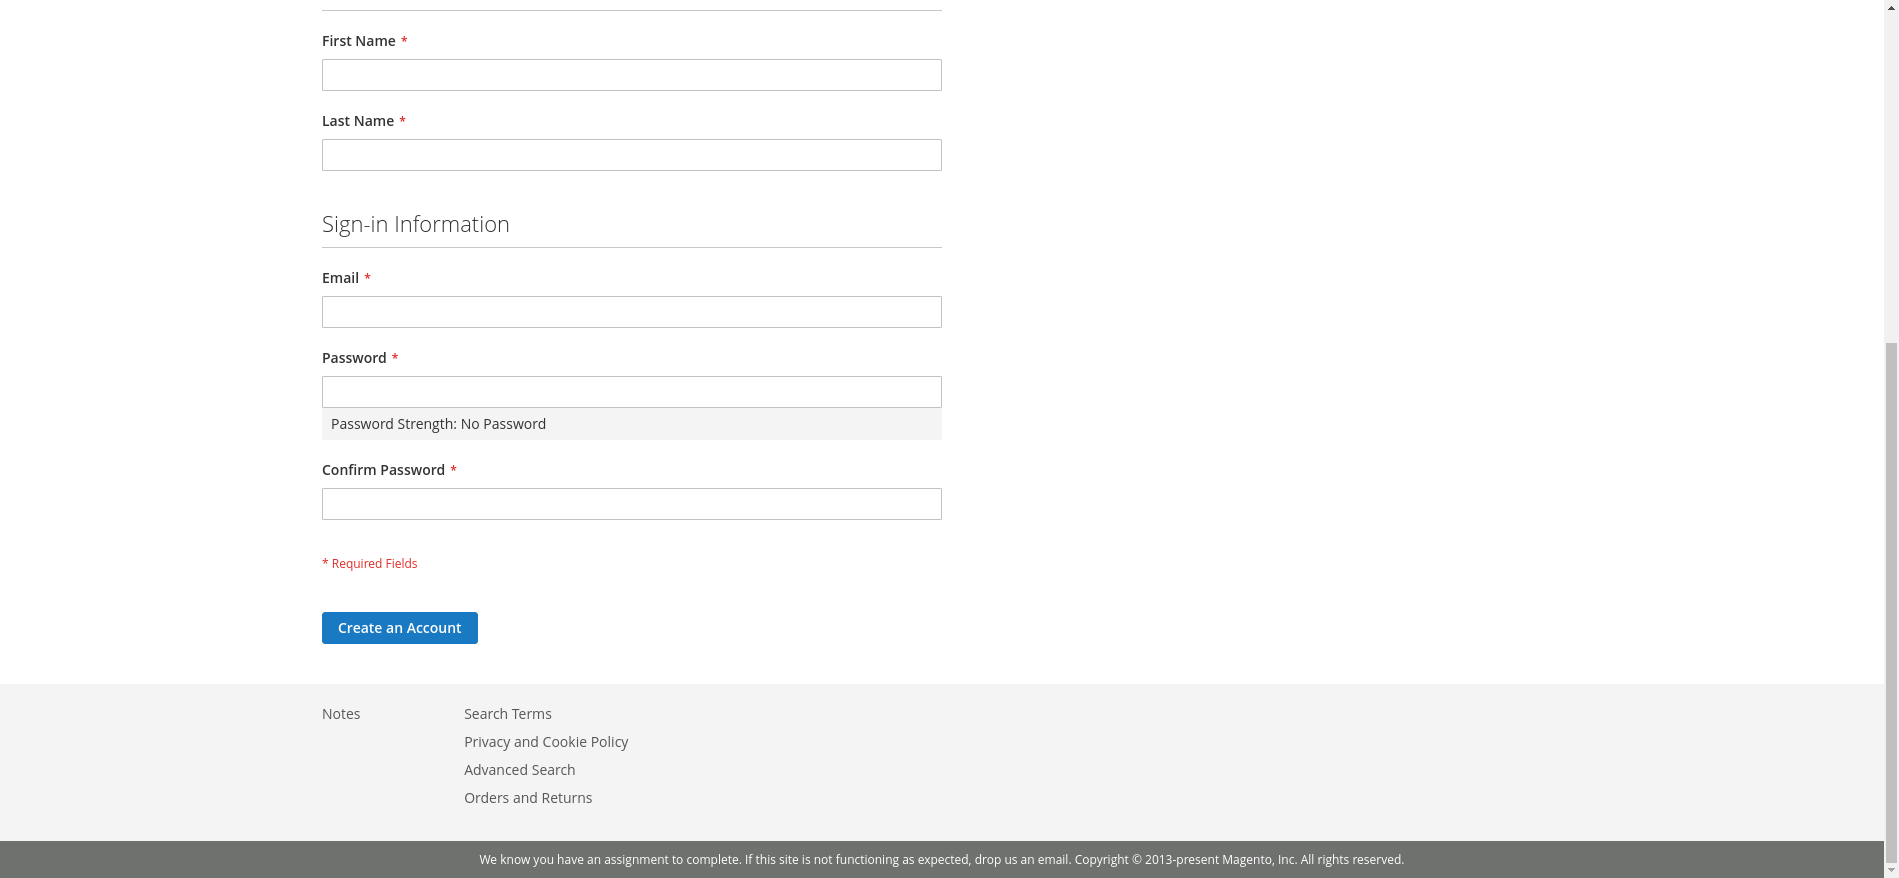 First Name *
Last Name *
Sign-in Information
Email *
Password *
Password Strength: No Password
Confirm Password *
* Required Fields
Create an Account
Notes
Search Terms
Privacy and Cookie Policy
Advanced Search
Orders and Returns
We know you have an assignment to complete. If this site is not functioning as expected, drop us an email. Copyright © 2013-present Magento, Inc. All rights reserved.